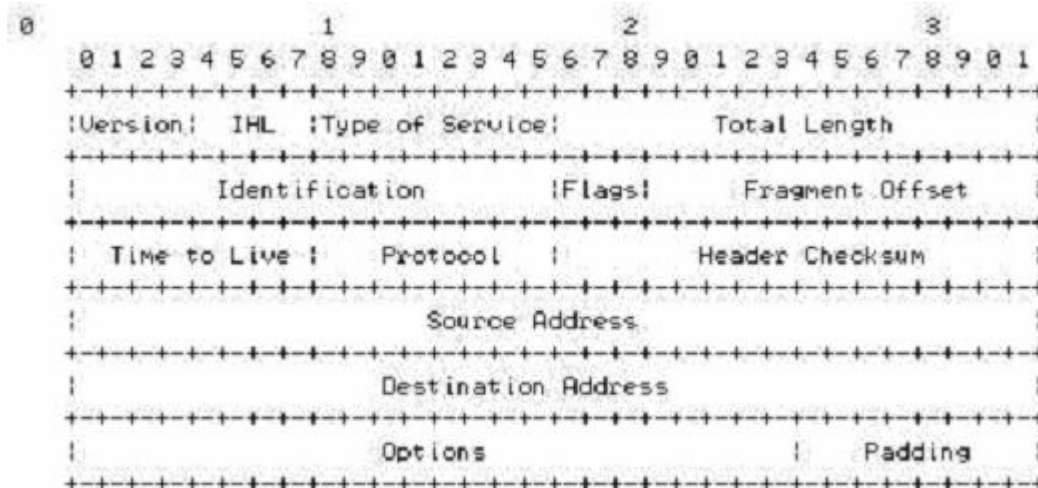 0                   1                   2                   3
0 1 2 3 4 5 6 7 8 9 0 1 2 3 4 5 6 7 8 9 0 1 2 3 4 5 6 7 8 9 0 1
+-+-+-+-+-+-+-+-+-+-+-+-+-+-+-+-+-+-+-+-+-+-+-+-+-+-+-+-+-+-+-+-+
|Version|  IHL  |Type of Service|          Total Length         |
+-+-+-+-+-+-+-+-+-+-+-+-+-+-+-+-+-+-+-+-+-+-+-+-+-+-+-+-+-+-+-+-+
|         Identification        |Flags|      Fragment Offset    |
+-+-+-+-+-+-+-+-+-+-+-+-+-+-+-+-+-+-+-+-+-+-+-+-+-+-+-+-+-+-+-+-+
|  Time to Live |    Protocol   |         Header Checksum       |
+-+-+-+-+-+-+-+-+-+-+-+-+-+-+-+-+-+-+-+-+-+-+-+-+-+-+-+-+-+-+-+-+
|                       Source Address                          |
+-+-+-+-+-+-+-+-+-+-+-+-+-+-+-+-+-+-+-+-+-+-+-+-+-+-+-+-+-+-+-+-+
|                    Destination Address                        |
+-+-+-+-+-+-+-+-+-+-+-+-+-+-+-+-+-+-+-+-+-+-+-+-+-+-+-+-+-+-+-+-+
|                    Options                    |    Padding    |
+-+-+-+-+-+-+-+-+-+-+-+-+-+-+-+-+-+-+-+-+-+-+-+-+-+-+-+-+-+-+-+-+